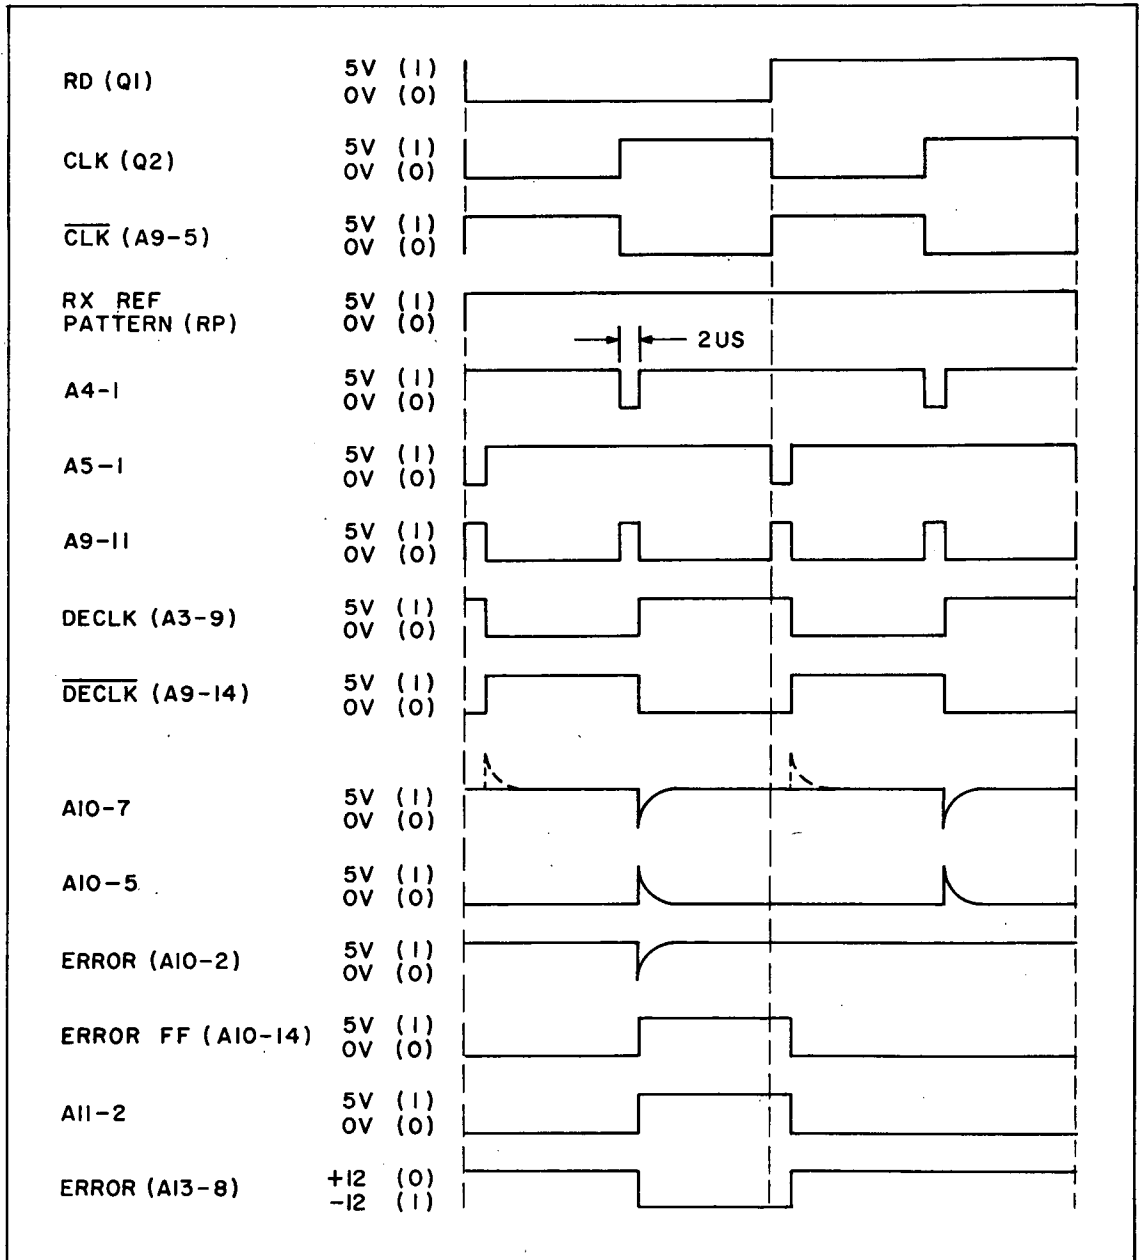 RD (Q1) 5V (1)
0V (0)
CLK (Q2) 5V (1)
0V (0)
CLK (A9-5) 5V (1)
0V (0)
RX REF 5V (1)
PATTERN (RP) 0V (0)
2US
A4-1 5V (1)
0V (0)
A5-1 5V (1)
0V (0)
A9-11 5V (1)
0V (0)
DECLK (A3-9) 5V (1)
0V (0)
DECLK (A9-14) 5V (1)
0V (0)
A10-7 5V (1)
0V (0)
A10-5 5V (1)
0V (0)
ERROR (A10-2) 5V (1)
0V (0)
ERROR FF (A10-14) 5V (1)
0V (0)
A11-2 5V (1)
0V (0)
ERROR (A13-8) +12 (0)
-12 (1)